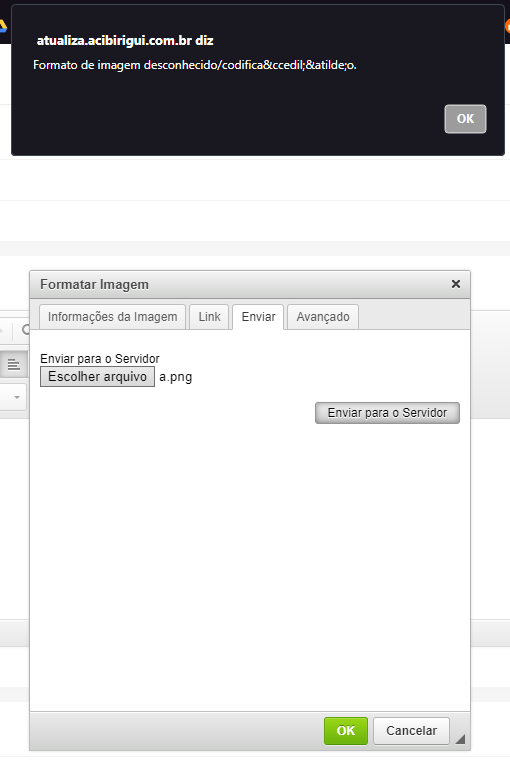 atualiza.acibirigui.com.br diz
Formato de imagem desconhecido/codifica&ccedil;&atilde;o.
OK
Formatar Imagem ×
Informações da Imagem Link Enviar Avançado
Enviar para o Servidor
Escolher arquivo a.png
Enviar para o Servidor
OK Cancelar